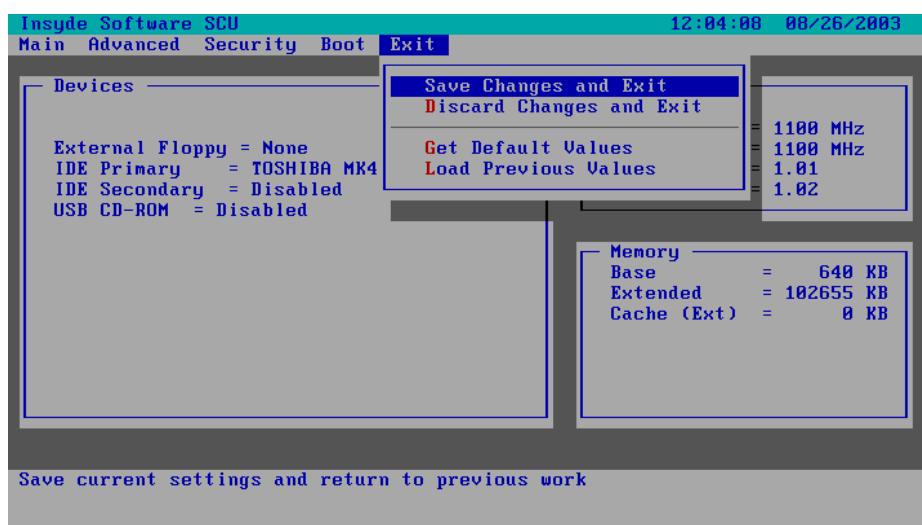 Insyde Software SCU 12:04:08 08/26/2003
Main Advanced Security Boot Exit
Devices
External Floppy = None
IDE Primary = TOSHIBA MK4
IDE Secondary = Disabled
USB CD-ROM = Disabled
Save Changes and Exit
Discard Changes and Exit
Get Default Values
Load Previous Values
= 1100 MHz
= 1100 MHz
= 1.01
= 1.02
Memory
Base = 640 KB
Extended = 102655 KB
Cache (Ext) = 0 KB
Save current settings and return to previous work